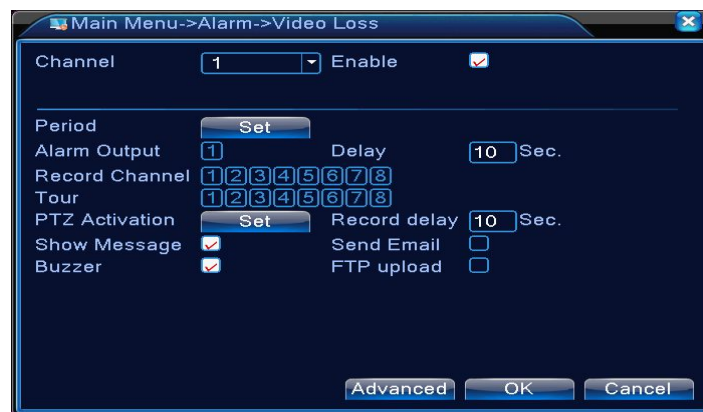 Main Menu->Alarm->Video Loss
Channel 1 Enable
Period Set
Alarm Output 1 Delay 10 Sec.
Record Channel 1 2 3 4 5 6 7 8
Tour 1 2 3 4 5 6 7 8
PTZ Activation Set Record delay 10 Sec.
Show Message Send Email
Buzzer FTP upload
Advanced OK Cancel